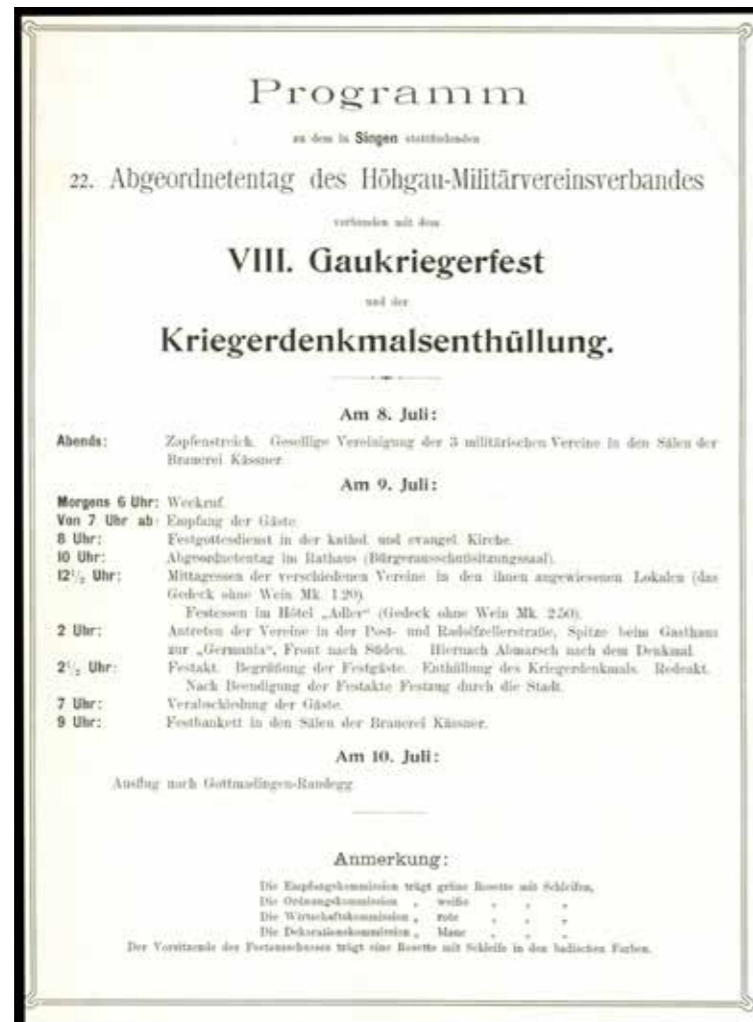 Programm
zu dem in Singen stattfindenden
22. Abgeordnetentag des Höhgau-Militärvereinsverbandes
verbunden mit dem
VIII. Gaukriegerfest
und der
Kriegerdenkmalsenthüllung.
Am 8. Juli:
Abends: Zapfenstreich. Gesellige Vereinigung der 3 militärischen Vereine in den Sälen der
Brauerei Kässner.
Am 9. Juli:
Morgens 6 Uhr: Weckruf.
Von 7 Uhr ab: Empfang der Gäste.
8 Uhr: Festgottesdienst in der kathol. und evangel. Kirche.
10 Uhr: Abgeordnetentag im Rathaus (Bürgerausschußsitzungssaal).
12½ Uhr: Mittagessen der verschiedenen Vereine in den ihnen angewiesenen Lokalen (das
Gedeck ohne Wein Mk. 1.20).
Festessen im Hôtel „Adler“ (Gedeck ohne Wein Mk. 2.50).
2 Uhr: Antreten der Vereine in der Post- und Radolfzellerstraße, Spitze beim Gasthaus
zur „Germania“, Front nach Süden. Hiernach Abmarsch nach dem Denkmal.
2½ Uhr: Festakt. Begrüßung der Festgäste. Enthüllung des Kriegerdenkmals. Redeakt.
Nach Beendigung der Festakte Festzug durch die Stadt.
7 Uhr: Verabschiedung der Gäste.
9 Uhr: Festbankett in den Sälen der Brauerei Kässner.
Am 10. Juli:
Ausflug nach Gottmadingen-Randegg.
Anmerkung:
Die Empfangskommission trägt grüne Rosette mit Schleifen,
Die Ordnungskommission „ weiße „ „ „
Die Wirtschaftskommission „ rote „ „ „
Die Dekorationskommission „ blaue „ „ „
Der Vorsitzende des Festausschusses trägt eine Rosette mit Schleife in den badischen Farben.